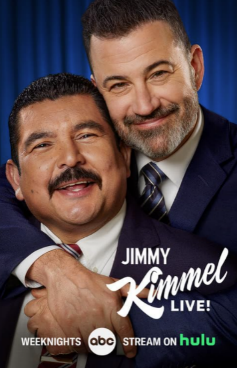 JIMMY
Kimmel
LIVE!
WEEKNIGHTS abc STREAM ON hulu